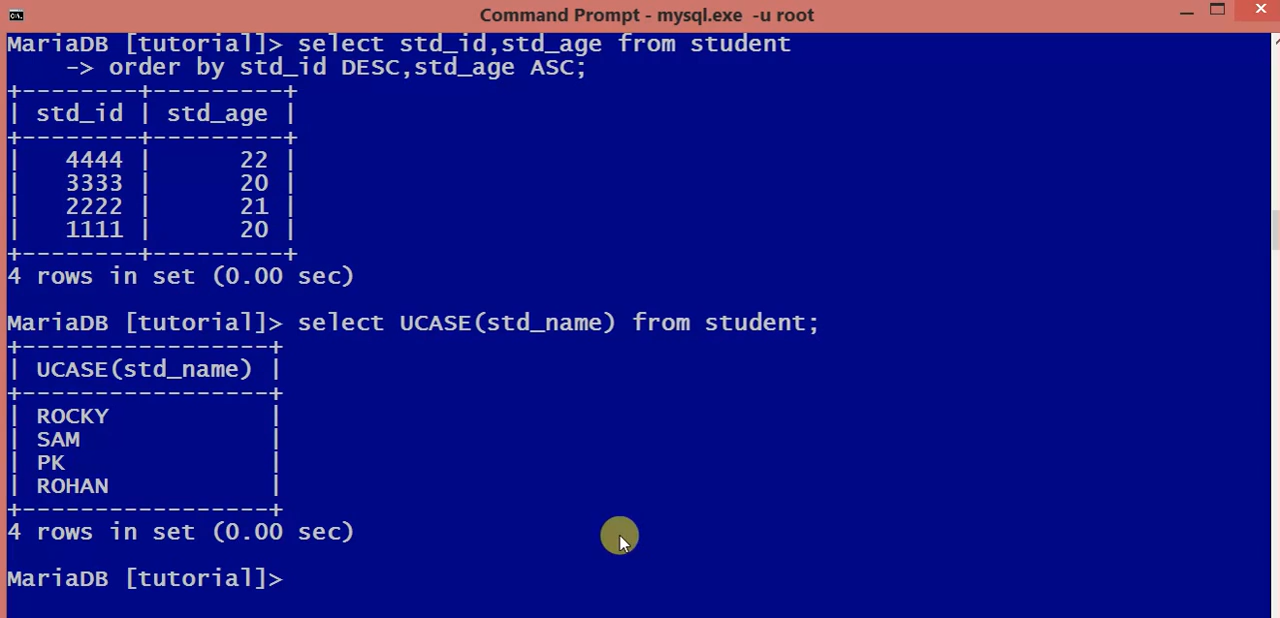 Command Prompt - mysql.exe  -u root
MariaDB [tutorial]> select std_id,std_age from student
    -> order by std_id DESC,std_age ASC;
+--------+---------+
| std_id | std_age |
+--------+---------+
|   4444 |      22 |
|   3333 |      20 |
|   2222 |      21 |
|   1111 |      20 |
+--------+---------+
4 rows in set (0.00 sec)
MariaDB [tutorial]> select UCASE(std_name) from student;
+-----------------+
| UCASE(std_name) |
+-----------------+
| ROCKY           |
| SAM             |
| PK              |
| ROHAN           |
+-----------------+
4 rows in set (0.00 sec)
MariaDB [tutorial]>